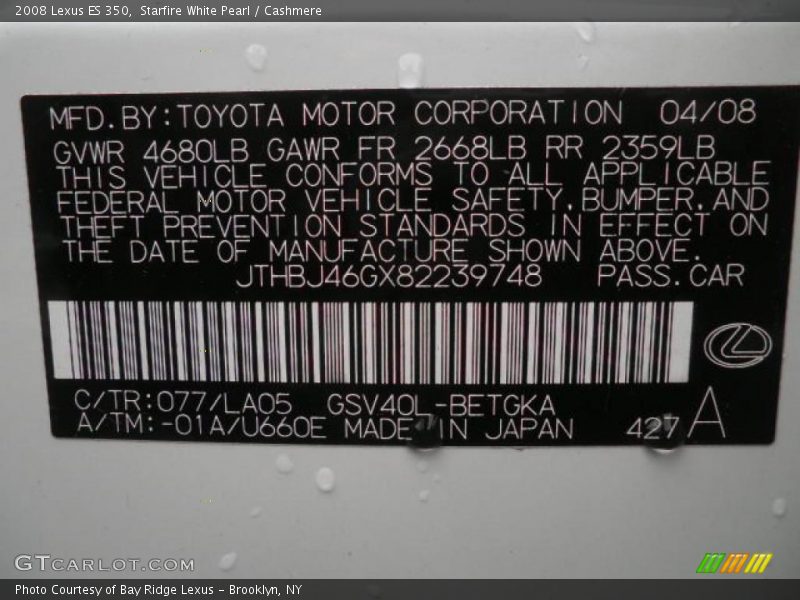 2008 Lexus ES 350,  Starfire White Pearl / Cashmere
MFD.BY:TOYOTA MOTOR CORPORATION 04/08
GVWR 4680LB GAWR FR 2668LB RR 2359LB
THIS VEHICLE CONFORMS TO ALL APPLICABLE
FEDERAL MOTOR VEHICLE SAFETY,BUMPER,AND
THEFT PREVENTION STANDARDS IN EFFECT ON
THE DATE OF MANUFACTURE SHOWN ABOVE.
JTHBJ46GX82239748 PASS.CAR
C/TR:077/LA05 GSV40L-BETGKA
A/TM:-01A/U660E MADE IN JAPAN 427 A
GTCARLOT.COM
Photo Courtesy of Bay Ridge Lexus - Brooklyn, NY